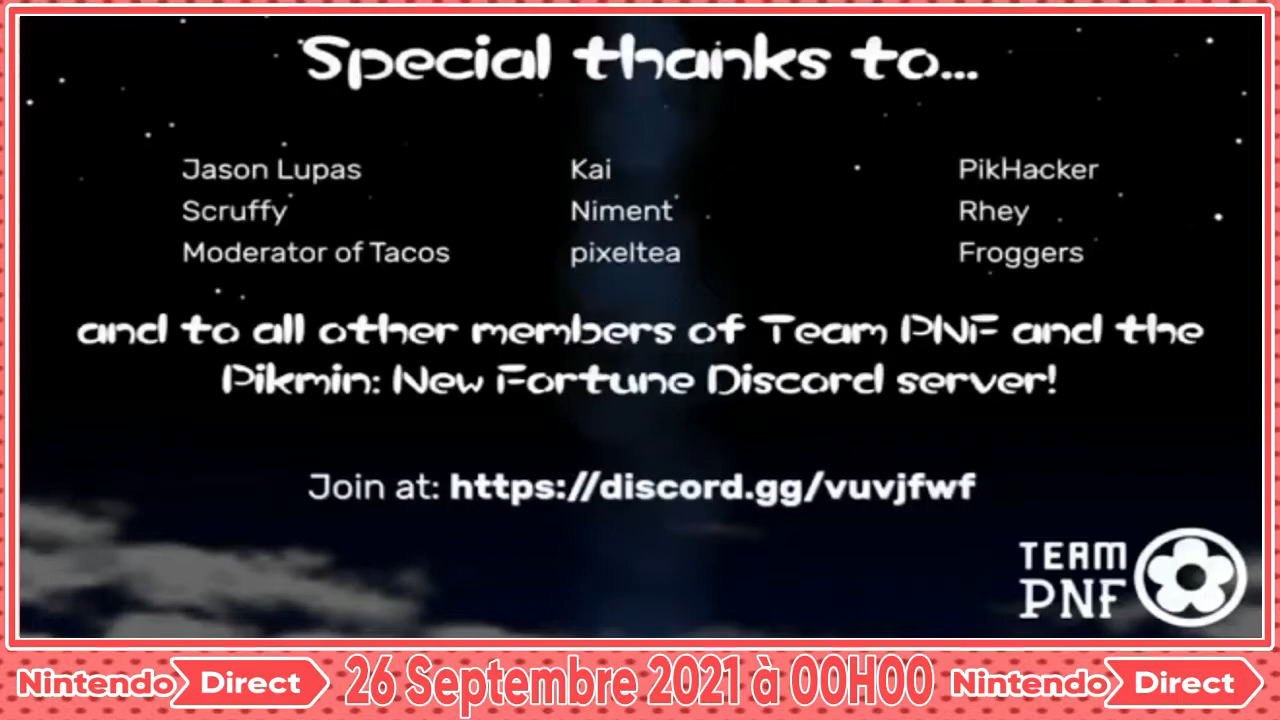 Special thanks to...
Jason Lupas Kai PikHacker
Scruffy Niment Rhey
Moderator of Tacos pixeltea Froggers
and to all other members of Team PNF and the
Pikmin: New Fortune Discord server!
Join at: https://discord.gg/vuvjfwf
TEAM
PNF
Nintendo Direct 26 Septembre 2021 à 00H00 Nintendo Direct